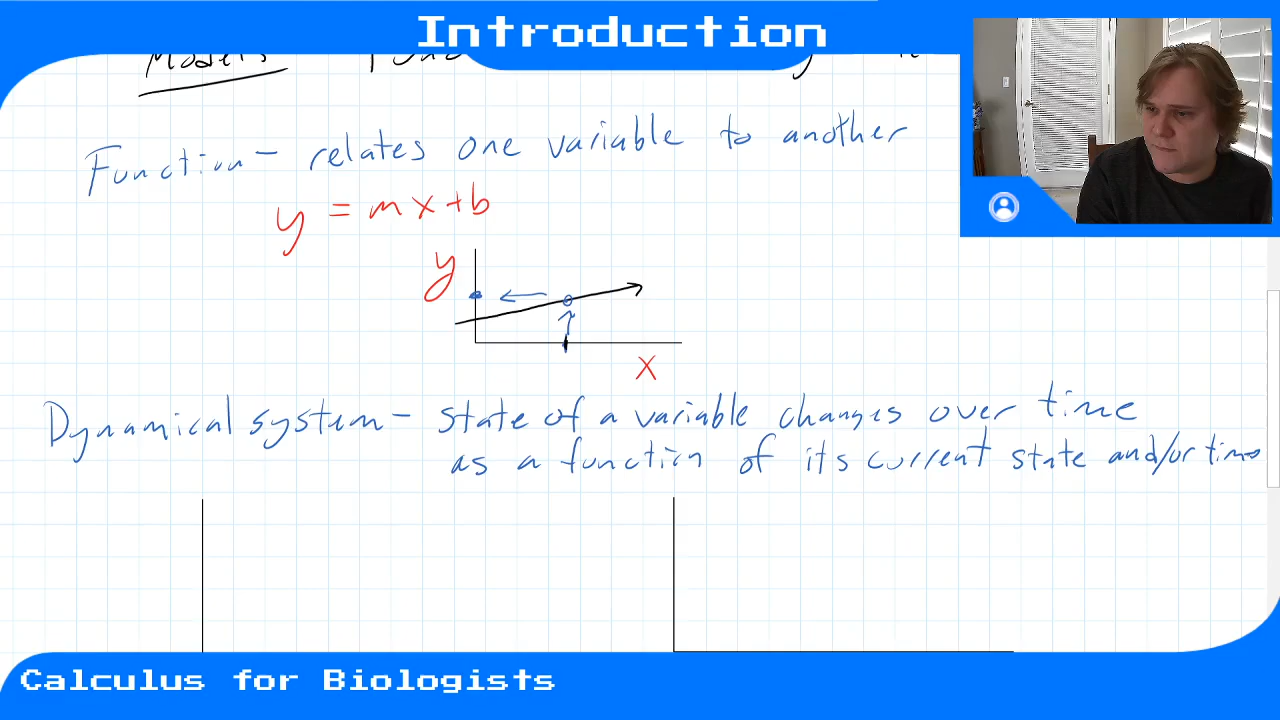 Introduction
Models
Function - relates one variable to another
y = mx+b
y
x
Dynamical system - state of a variable changes over time
as a function of its current state and/or time
Calculus for Biologists